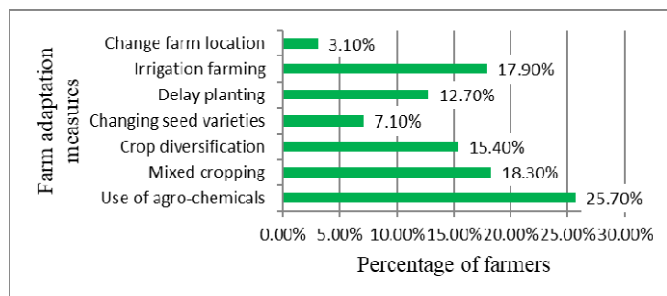 Farm adaptation
measures
Change farm location 3.10%
Irrigation farming 17.90%
Delay planting 12.70%
Changing seed varieties 7.10%
Crop diversification 15.40%
Mixed cropping 18.30%
Use of agro-chemicals 25.70%
0.00% 5.00% 10.00% 15.00% 20.00% 25.00% 30.00%
Percentage of farmers